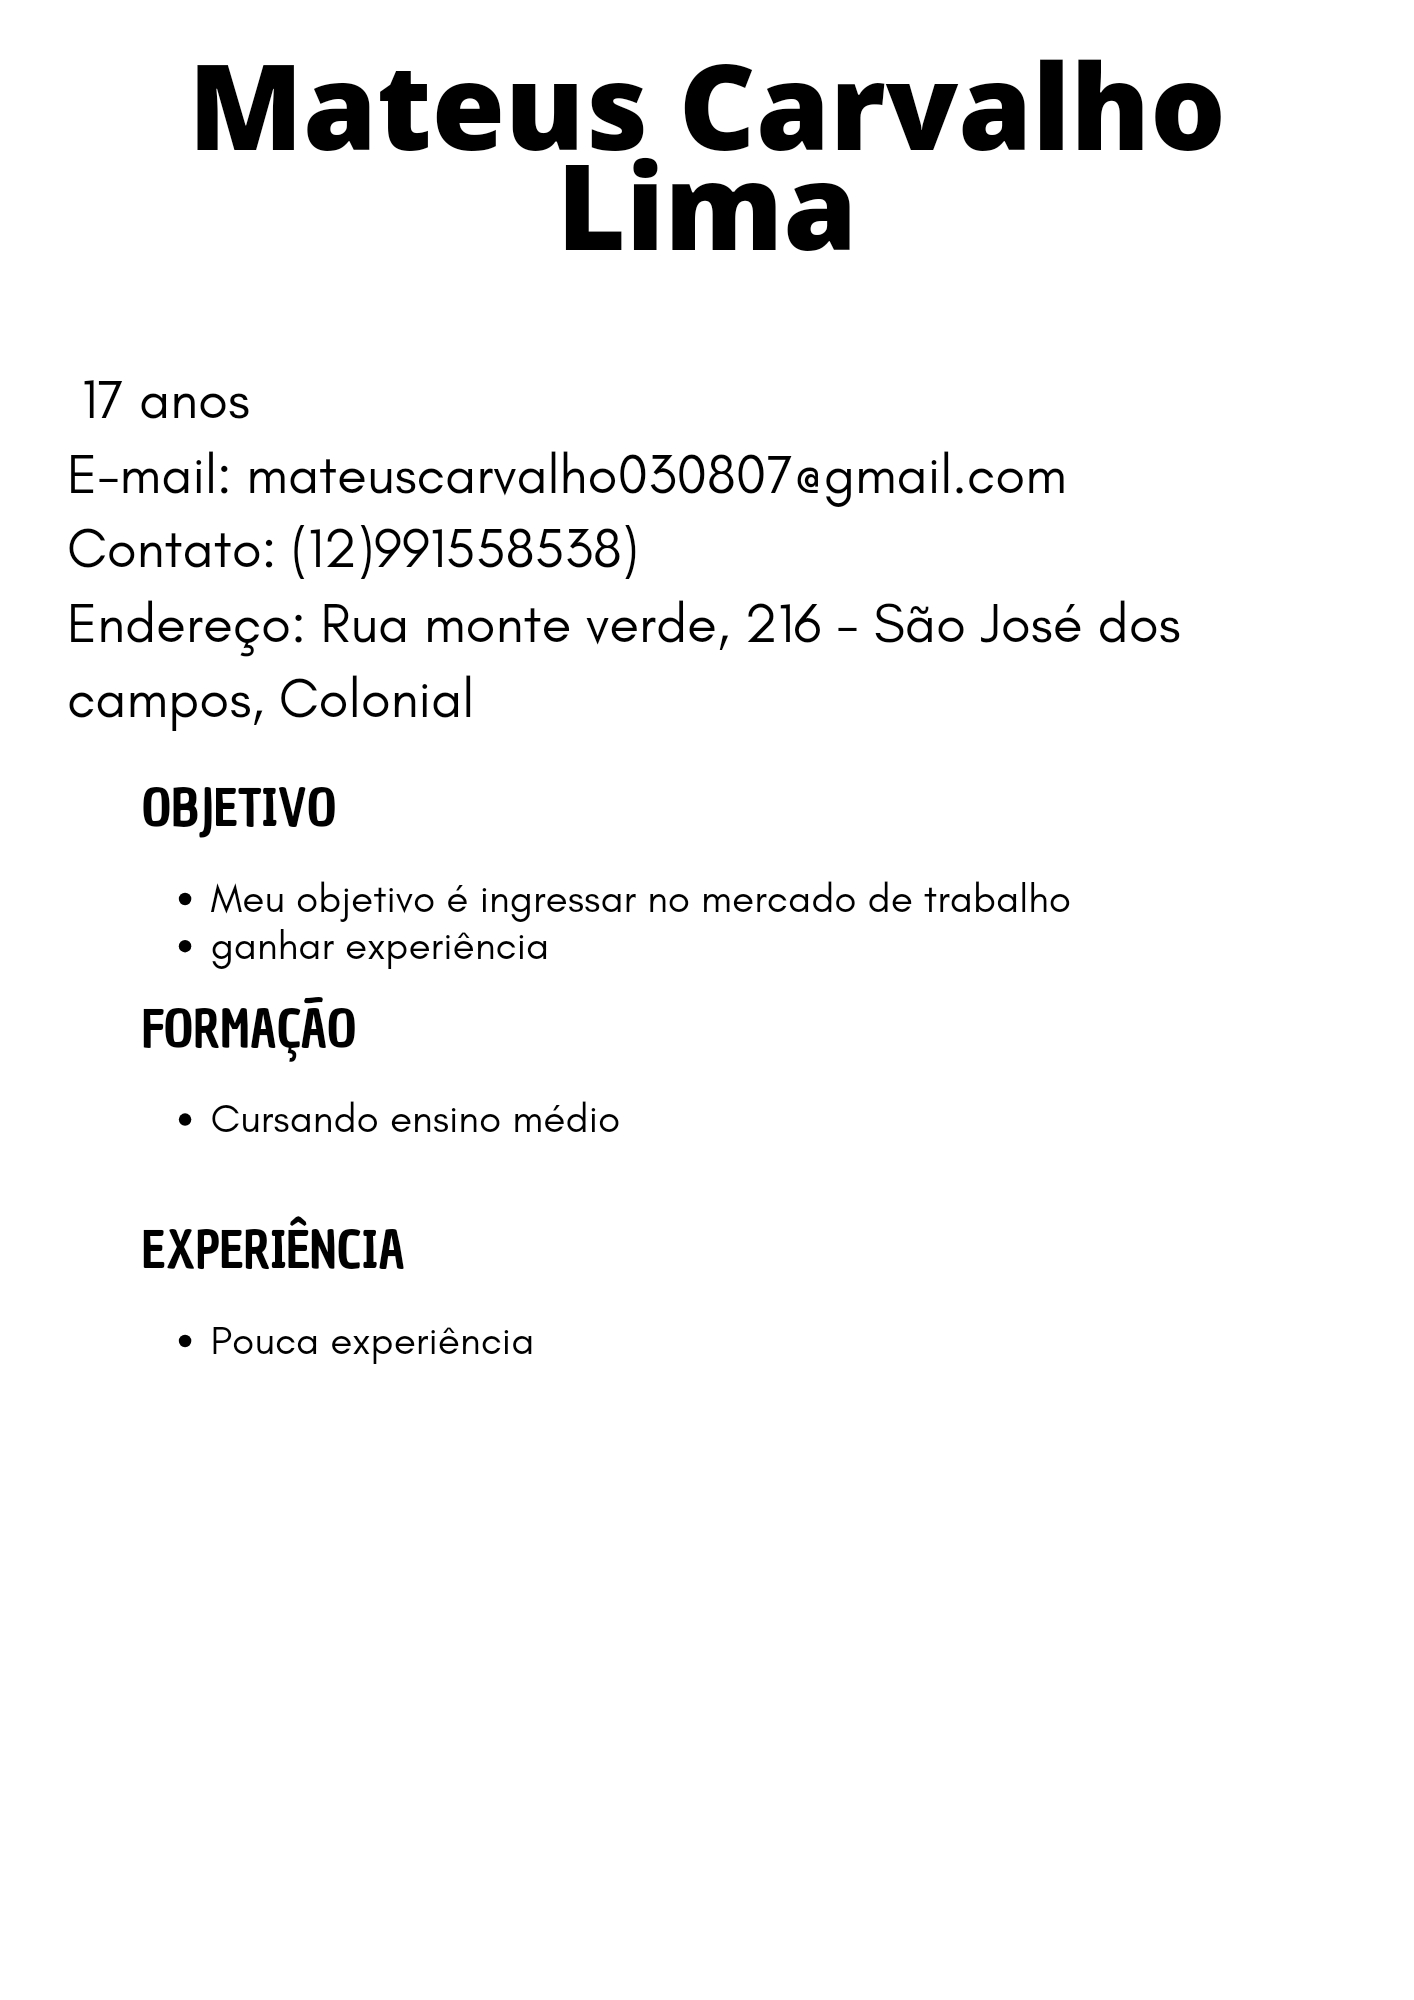 Mateus Carvalho
Lima
17 anos
E-mail: mateuscarvalho030807@gmail.com
Contato: (12)991558538)
Endereço: Rua monte verde, 216 - São José dos
campos, Colonial
OBJETIVO
• Meu objetivo é ingressar no mercado de trabalho
• ganhar experiência
FORMAÇÃO
• Cursando ensino médio
EXPERIÊNCIA
• Pouca experiência